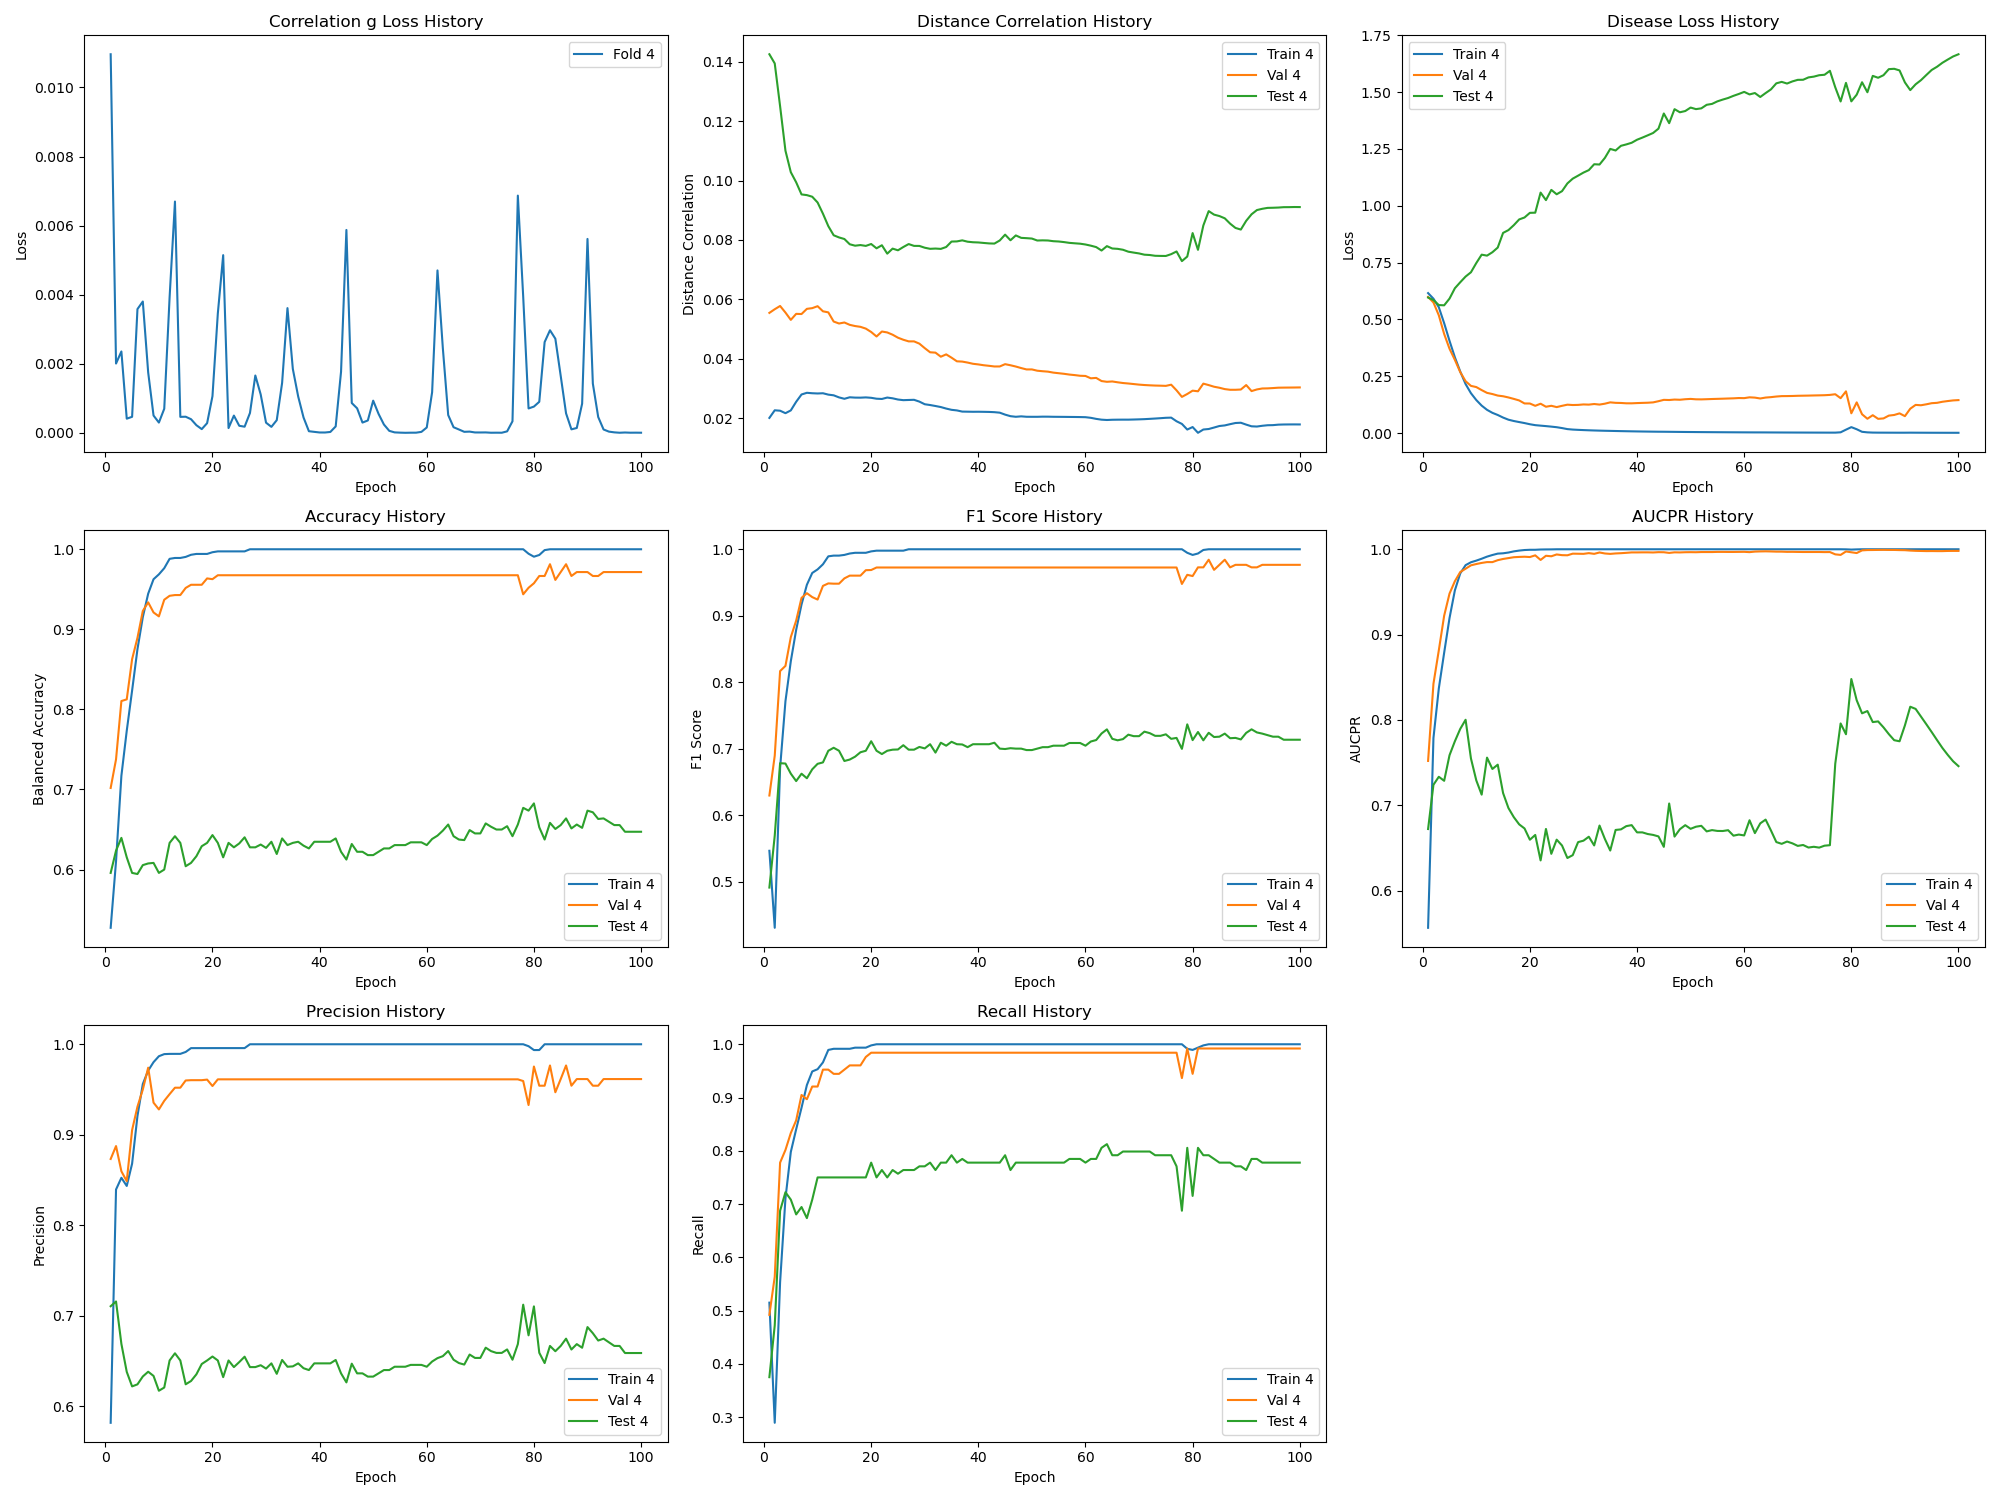 Correlation g Loss History
Fold 4
0.010
0.008
0.006
0.004
0.002
0.000
Loss
0 20 40 60 80 100
Epoch
Distance Correlation History
Train 4
Val 4
Test 4
0.14
0.12
0.10
0.08
0.06
0.04
0.02
Distance Correlation
0 20 40 60 80 100
Epoch
Disease Loss History
Train 4
Val 4
Test 4
1.75
1.50
1.25
1.00
0.75
0.50
0.25
0.00
Loss
0 20 40 60 80 100
Epoch
Accuracy History
1.0
0.9
0.8
0.7
0.6
Balanced Accuracy
Train 4
Val 4
Test 4
0 20 40 60 80 100
Epoch
F1 Score History
1.0
0.9
0.8
0.7
0.6
0.5
F1 Score
Train 4
Val 4
Test 4
0 20 40 60 80 100
Epoch
AUCPR History
1.0
0.9
0.8
0.7
0.6
AUCPR
Train 4
Val 4
Test 4
0 20 40 60 80 100
Epoch
Precision History
1.0
0.9
0.8
0.7
0.6
Precision
Train 4
Val 4
Test 4
0 20 40 60 80 100
Epoch
Recall History
1.0
0.9
0.8
0.7
0.6
0.5
0.4
0.3
Recall
Train 4
Val 4
Test 4
0 20 40 60 80 100
Epoch